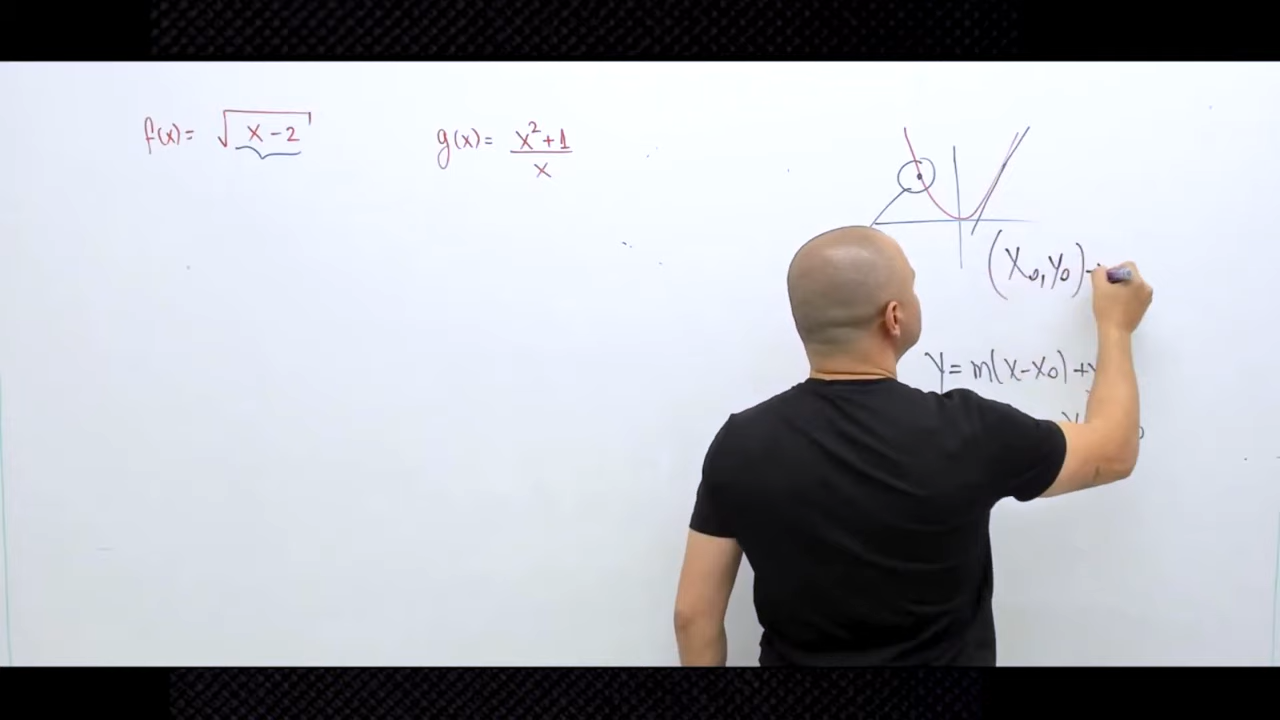 f(x)= √x-2
g(x)= x²+1
x
(x₀,y₀)
y=m(x-x₀)+